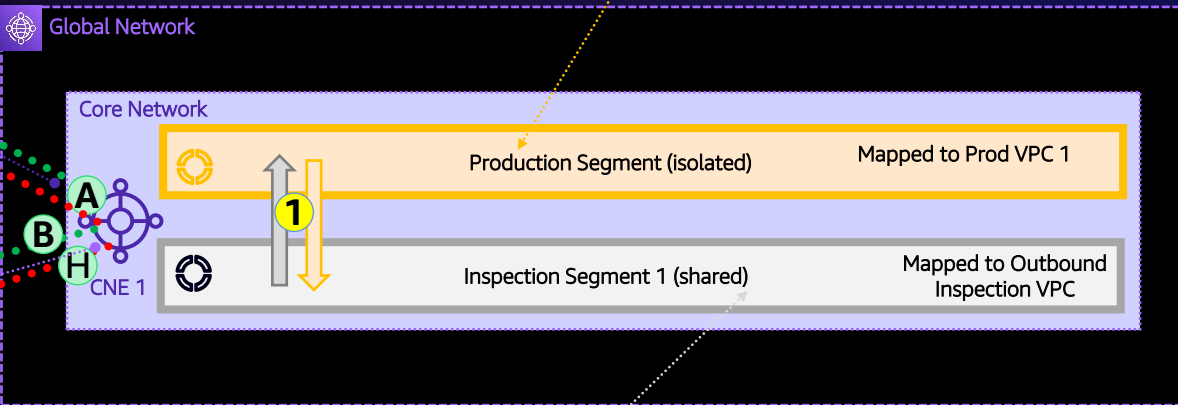 Global Network
Core Network
Production Segment (isolated)
Mapped to Prod VPC 1
A
1
B
H
CNE 1
Inspection Segment 1 (shared)
Mapped to Outbound
Inspection VPC